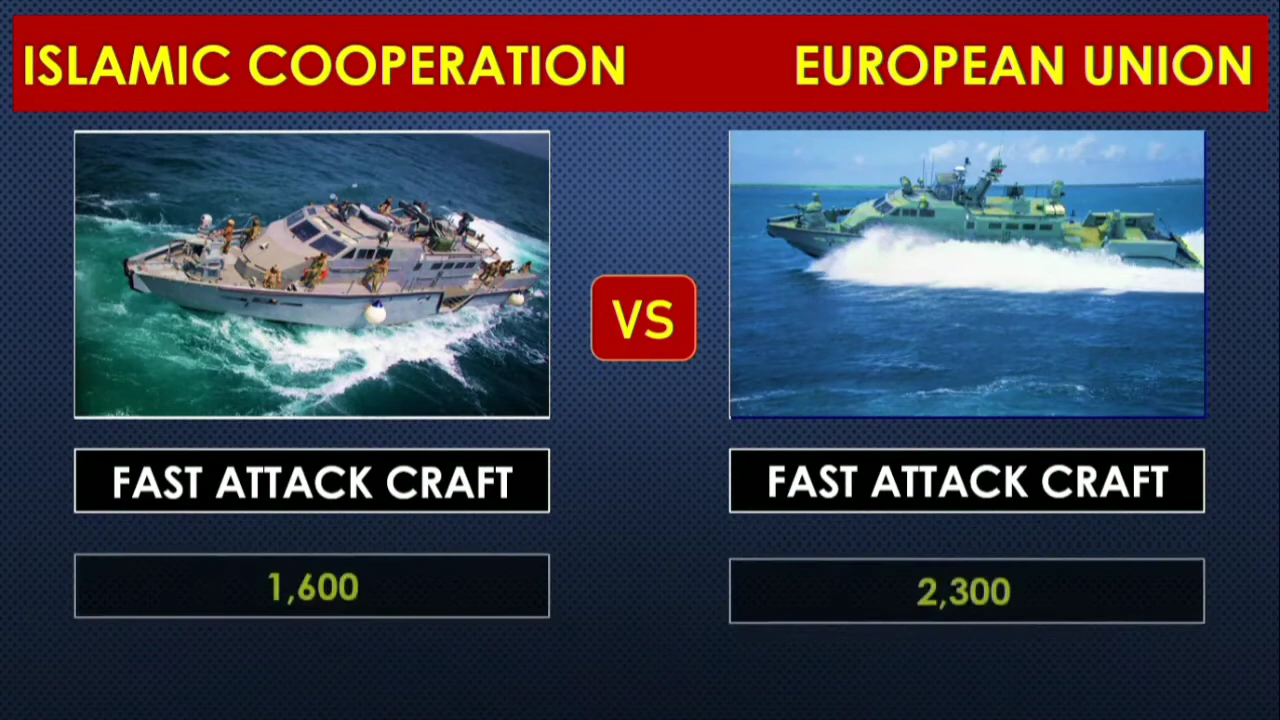 ISLAMIC COOPERATION
EUROPEAN UNION
VS
FAST ATTACK CRAFT
FAST ATTACK CRAFT
1,600
2,300